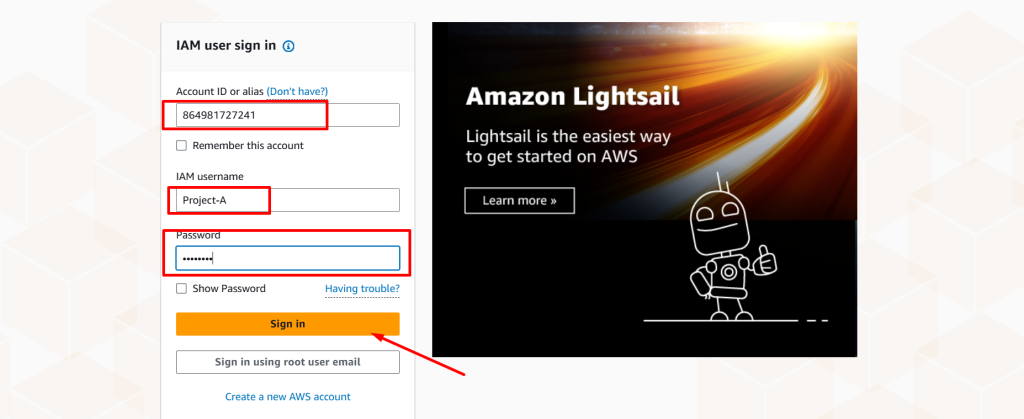 IAM user sign in
Account ID or alias (Don't have?)
864981727241
Remember this account
IAM username
Project-A
Password
••••••••
Show Password
Having trouble?
Sign in
Sign in using root user email
Create a new AWS account
Amazon Lightsail
Lightsail is the easiest way
to get started on AWS
Learn more »